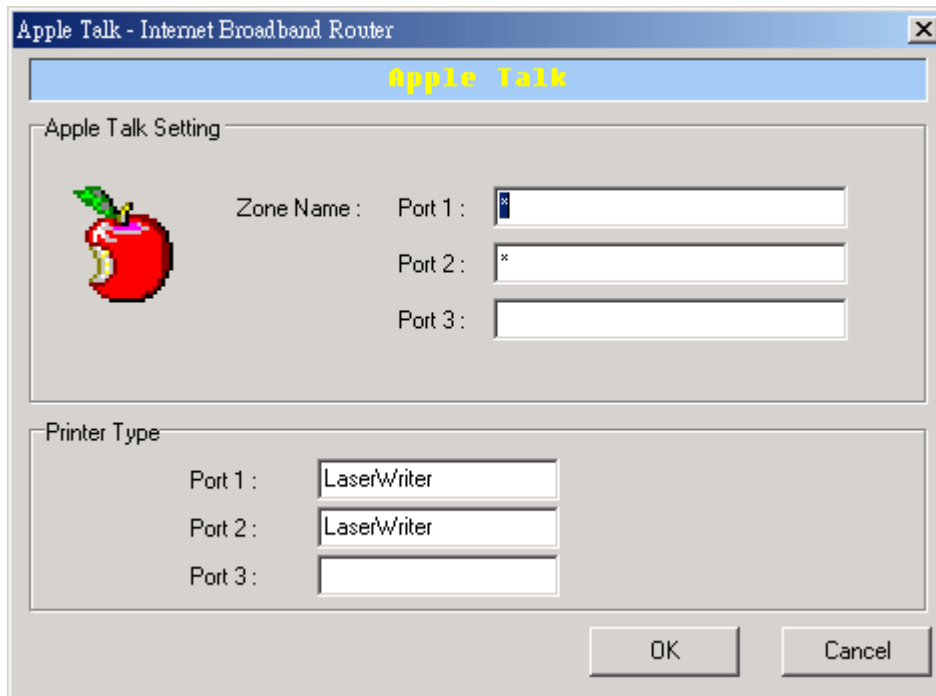 Apple Talk - Internet Broadband Router
Apple Talk
Apple Talk Setting
Zone Name : Port 1 : *
Port 2 : *
Port 3 :
Printer Type
Port 1 : LaserWriter
Port 2 : LaserWriter
Port 3 :
OK Cancel